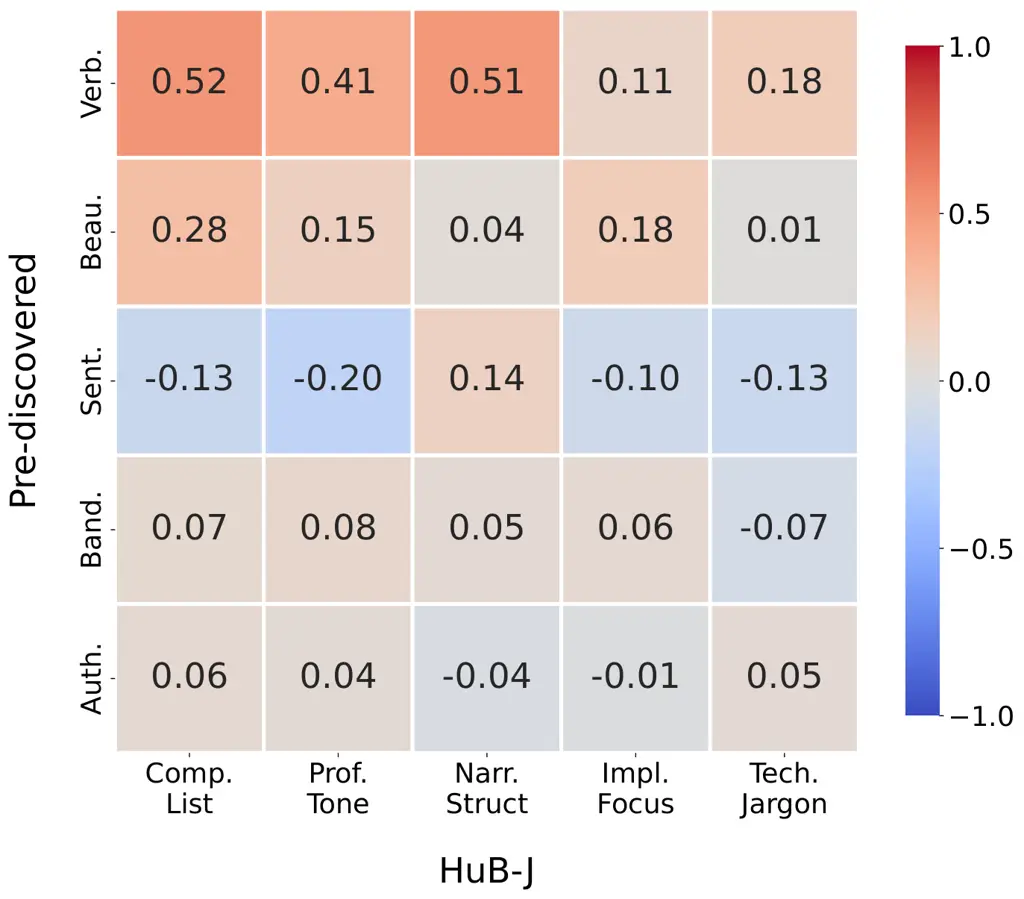 Pre-discovered
Verb.
0.52 0.41 0.51 0.11 0.18
Beau.
0.28 0.15 0.04 0.18 0.01
Sent.
-0.13 -0.20 0.14 -0.10 -0.13
Band.
0.07 0.08 0.05 0.06 -0.07
Auth.
0.06 0.04 -0.04 -0.01 0.05
Comp. List
Prof. Tone
Narr. Struct
Impl. Focus
Tech. Jargon
HuB-J
1.0
0.5
0.0
−0.5
−1.0